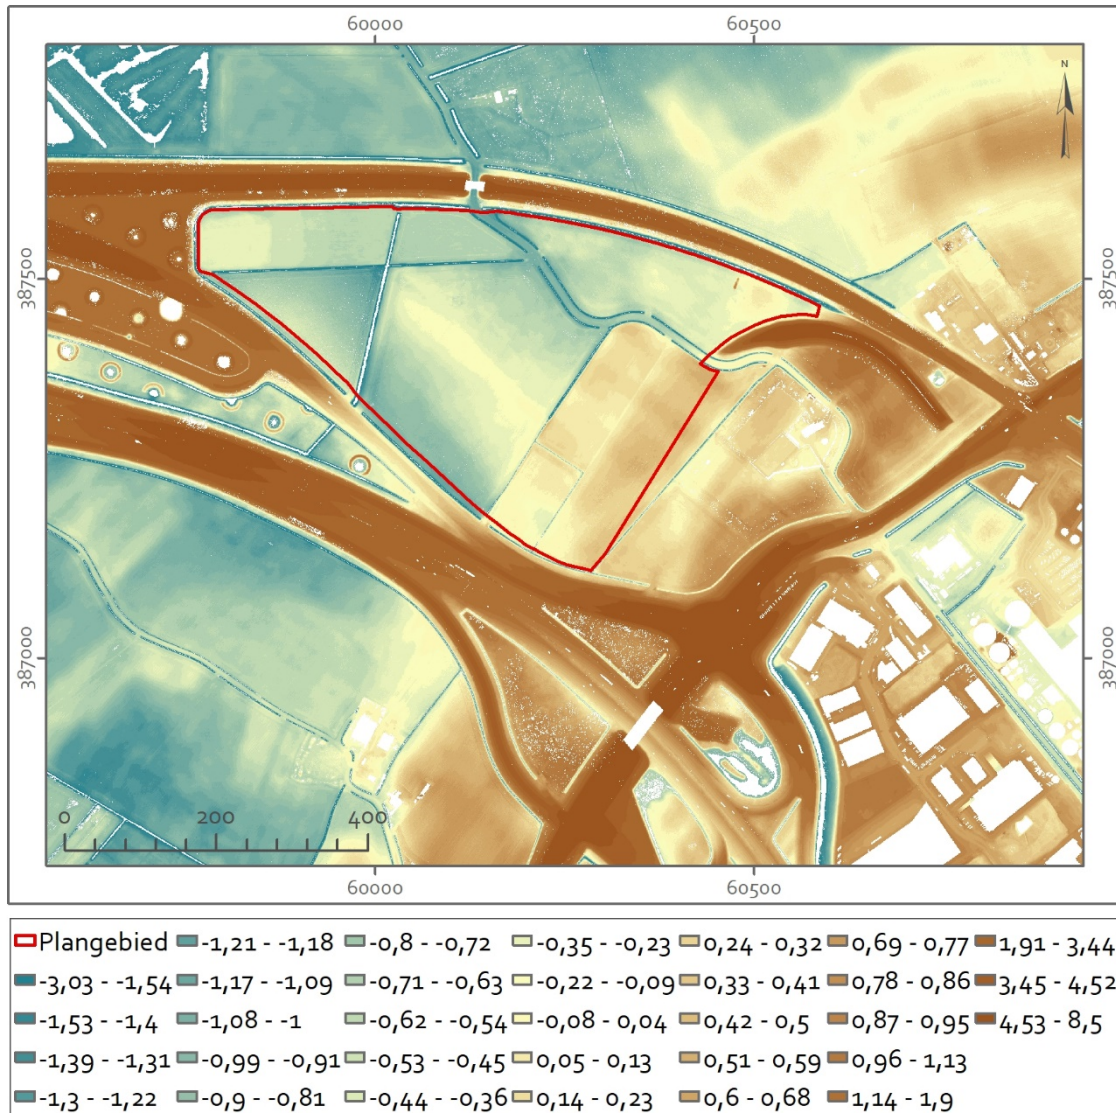 60000 60500
N
387500 387500
387000 387000
0 200 400
60000 60500
Plangebied -1,21 - -1,18 -0,8 - -0,72 -0,35 - -0,23 0,24 - 0,32 0,69 - 0,77 1,91 - 3,44
-3,03 - -1,54 -1,17 - -1,09 -0,71 - -0,63 -0,22 - -0,09 0,33 - 0,41 0,78 - 0,86 3,45 - 4,52
-1,53 - -1,4 -1,08 - -1 -0,62 - -0,54 -0,08 - 0,04 0,42 - 0,5 0,87 - 0,95 4,53 - 8,5
-1,39 - -1,31 -0,99 - -0,91 -0,53 - -0,45 0,05 - 0,13 0,51 - 0,59 0,96 - 1,13
-1,3 - -1,22 -0,9 - -0,81 -0,44 - -0,36 0,14 - 0,23 0,6 - 0,68 1,14 - 1,9